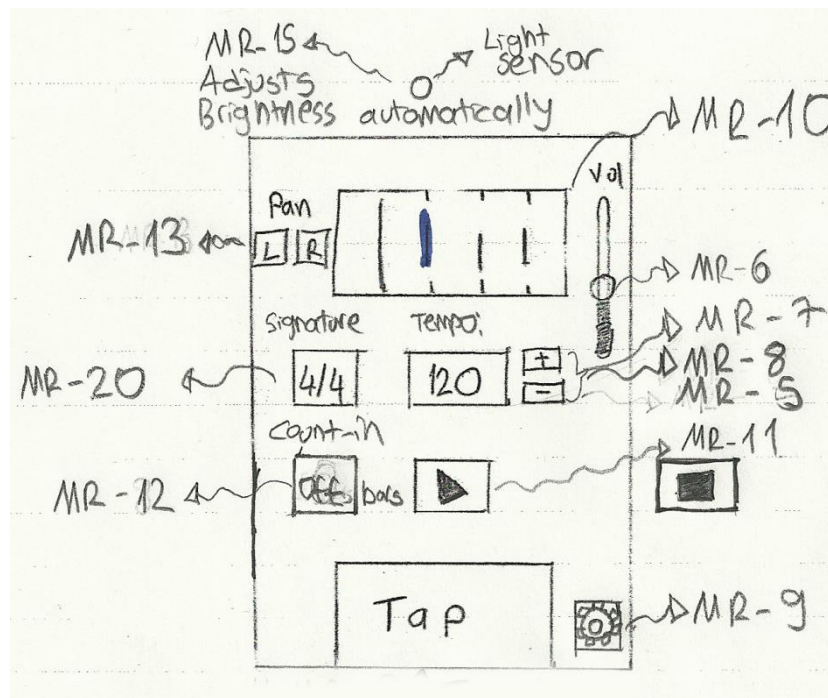 MR-15
Light
sensor
Adjusts
Brightness automatically
MR-10
Vol
Pan
MR-13
L R
MR-6
Signature Tempo:
MR-7
MR-20
4/4 120 + -
MR-8
MR-5
Count-in
MR-11
MR-12
Off bars
Tap
MR-9